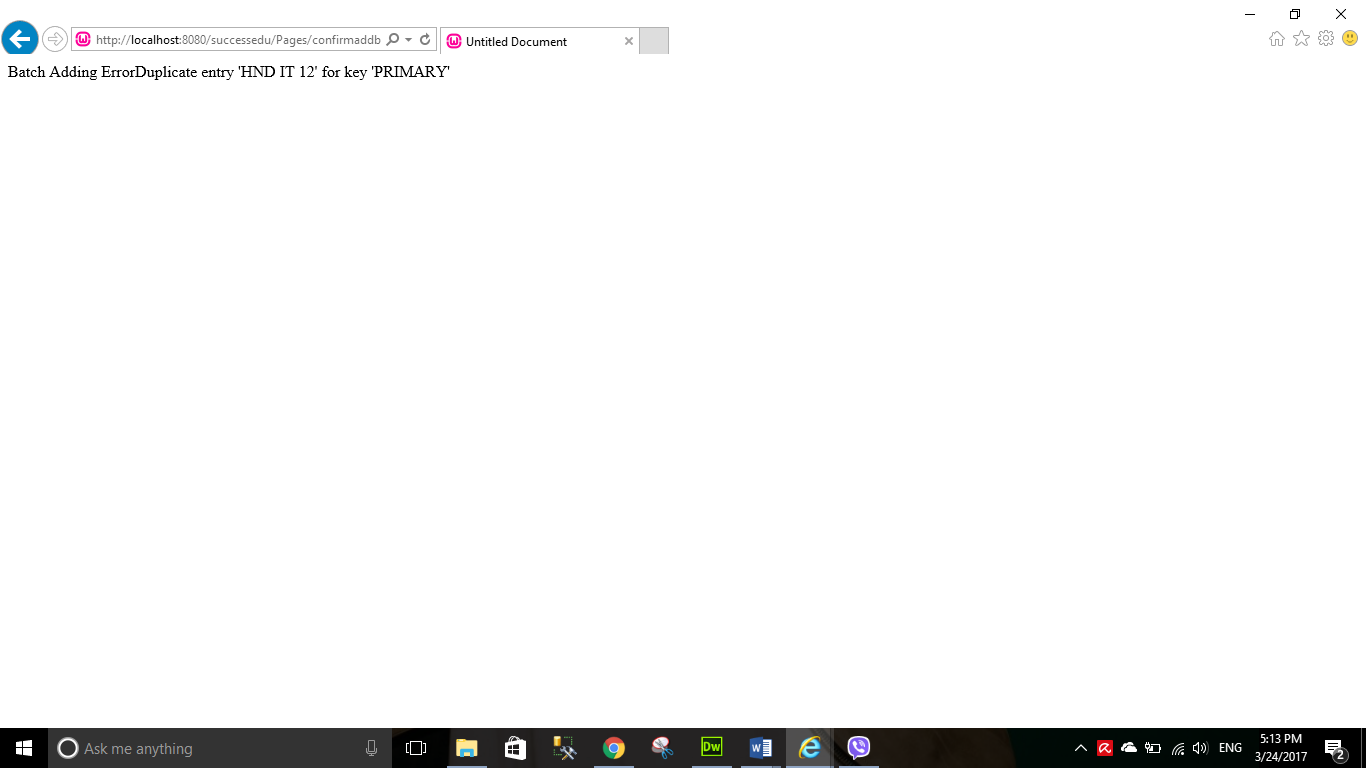 http://localhost:8080/successedu/Pages/confirmaddb
Untitled Document
Batch Adding ErrorDuplicate entry 'HND IT 12' for key 'PRIMARY'
Ask me anything
Dw
ENG
5:13 PM
3/24/2017
2